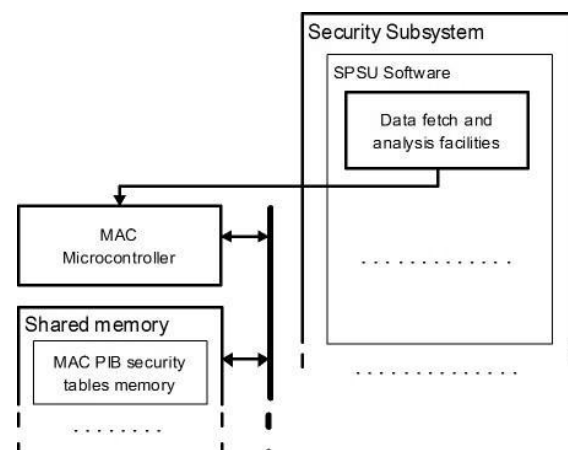 Security Subsystem
SPSU Software
Data fetch and
analysis facilities
MAC
Microcontroller
Shared memory
MAC PIB security
tables memory